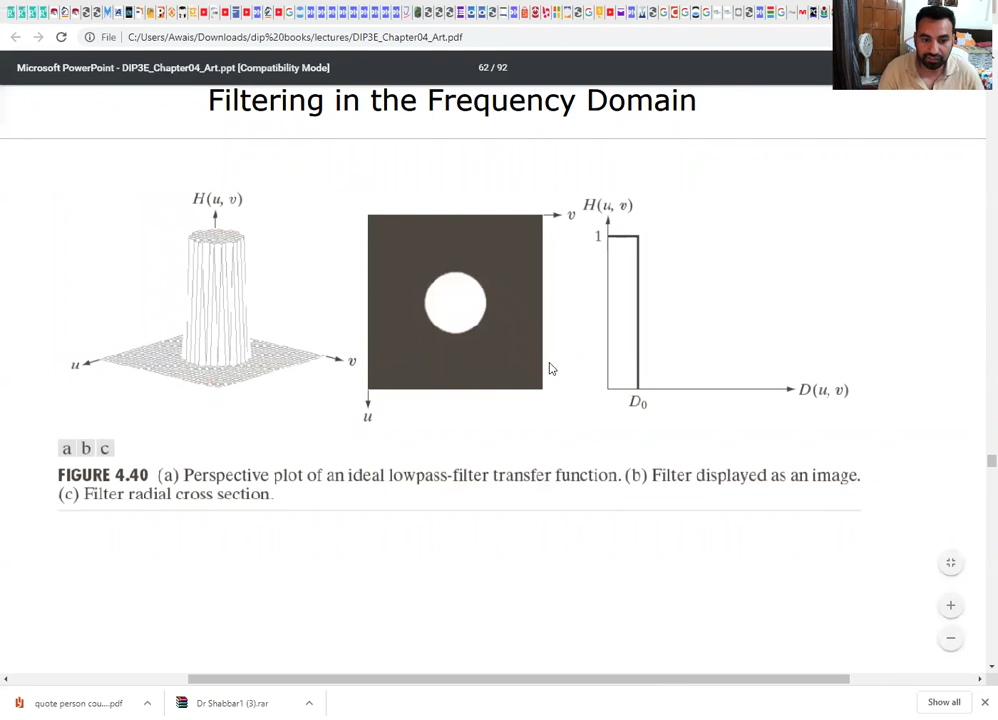 File | C:/Users/Awais/Downloads/dip%20books/lectures/DIP3E_Chapter04_Art.pdf
Microsoft PowerPoint - DIP3E_Chapter04_Art.ppt [Compatibility Mode] 62 / 92
Filtering in the Frequency Domain
H(u, v)
u
v
v
u
H(u, v)
1
D0
D(u, v)
a b c
FIGURE 4.40 (a) Perspective plot of an ideal lowpass-filter transfer function. (b) Filter displayed as an image.
(c) Filter radial cross section.
quote person cou....pdf Dr Shabbar1 (3).rar Show all